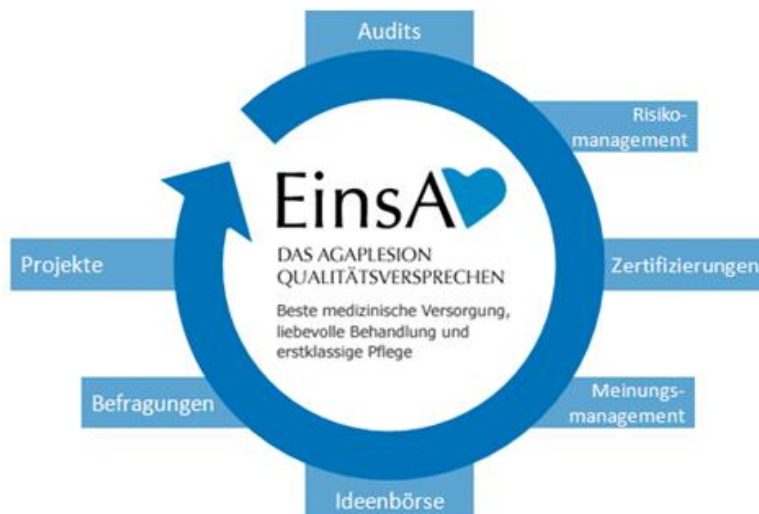 Audits
Risiko-
management
EinsA
DAS AGAPLESION
QUALITÄTSVERSPRECHEN
Projekte
Zertifizierungen
Beste medizinische Versorgung,
liebevolle Behandlung und
erstklassige Pflege
Befragungen
Meinungs-
management
Ideenbörse